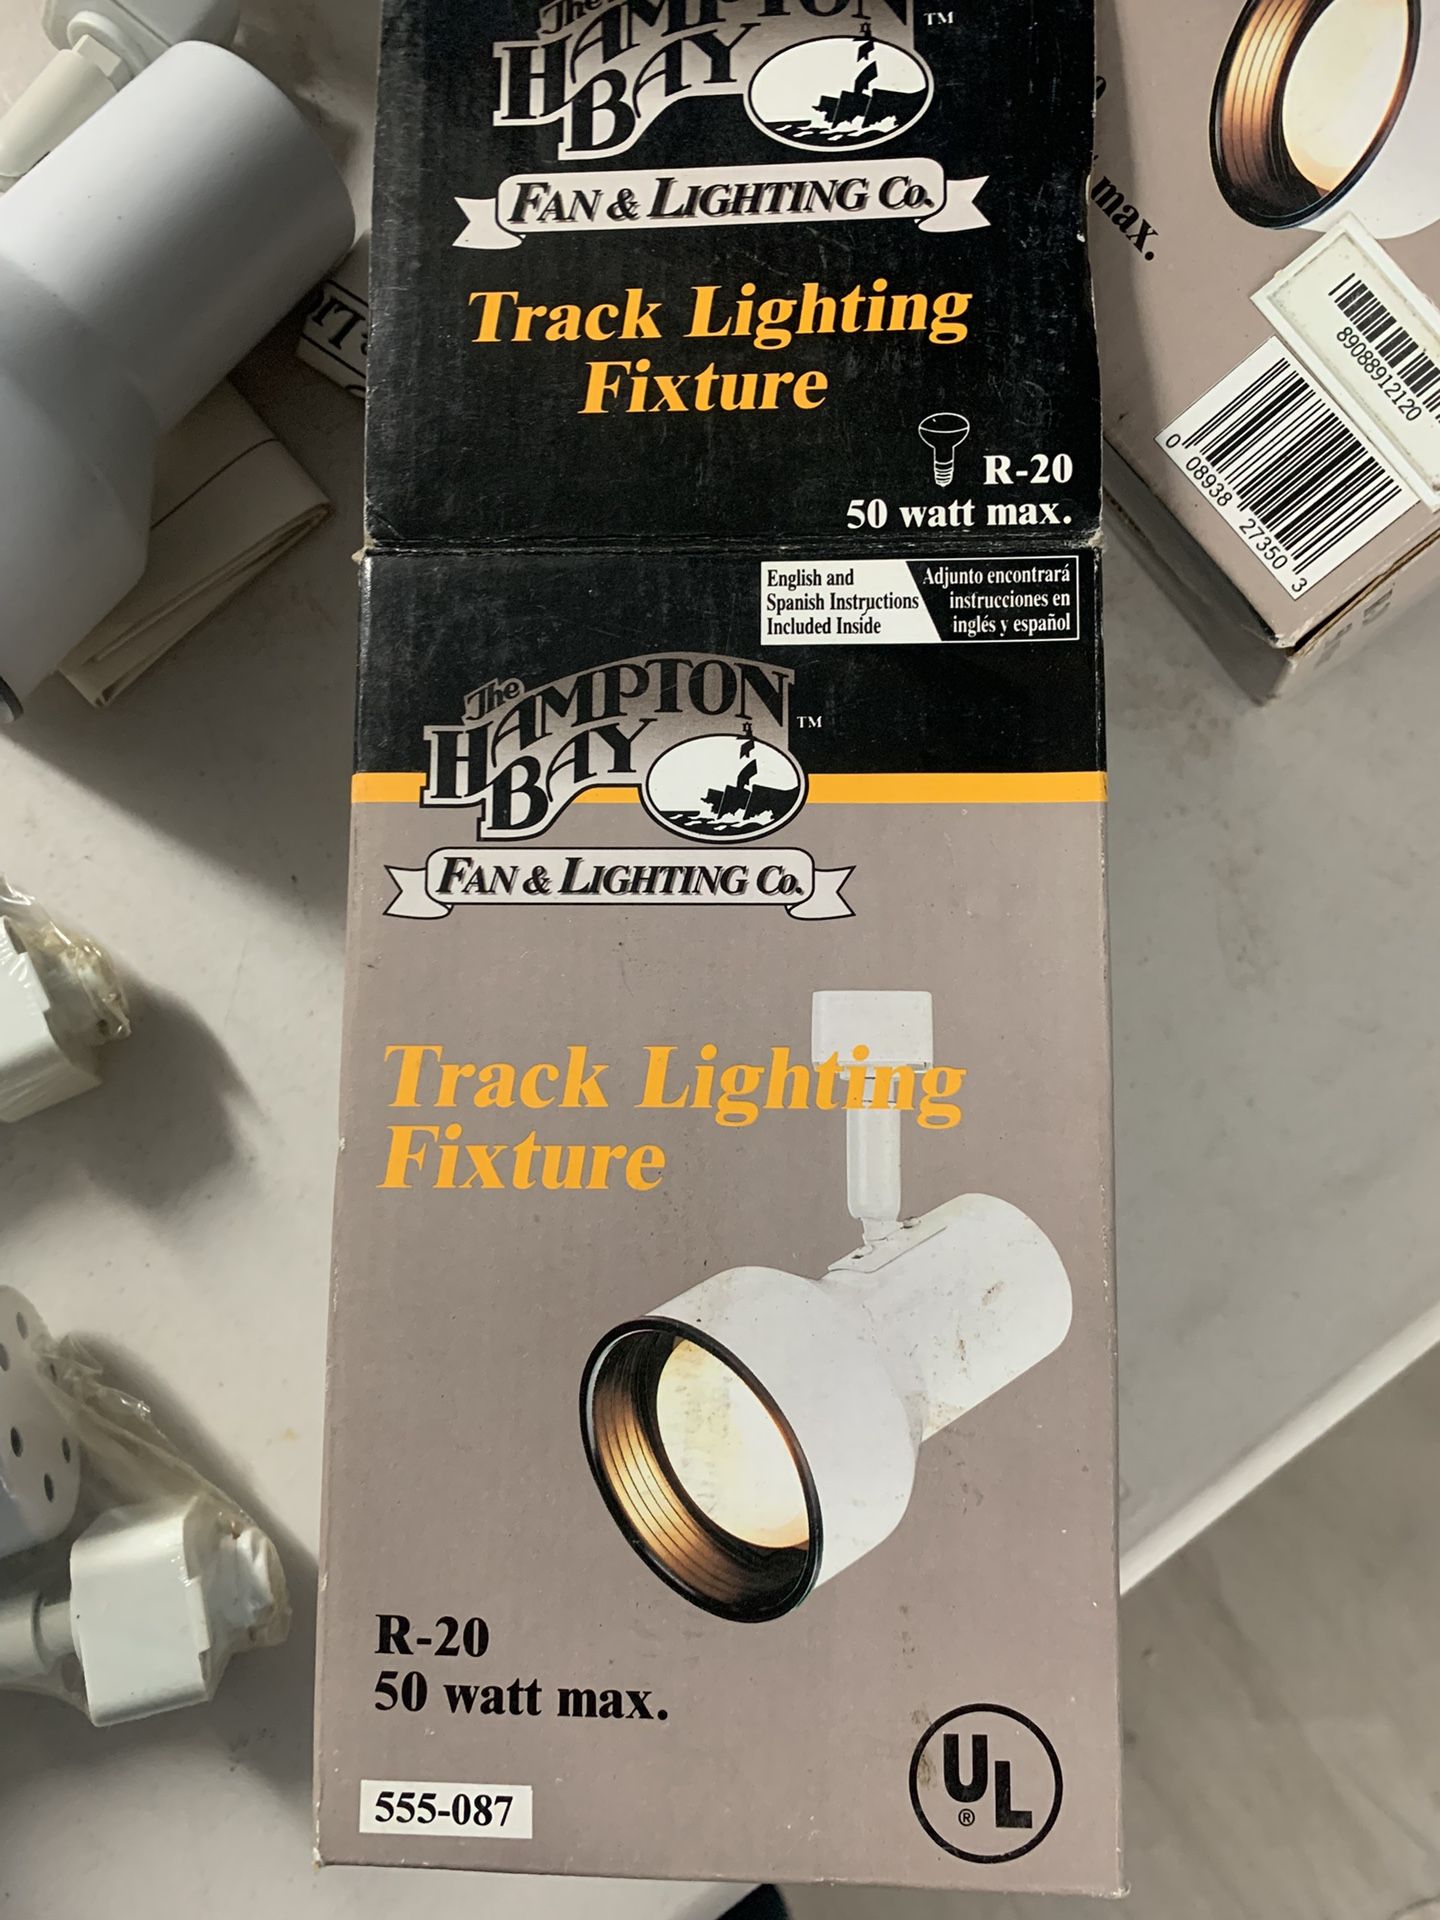 The
HAMPTON
BAY
TM
FAN & LIGHTING Co.
Track Lighting
Fixture
R-20
50 watt max.
English and
Spanish Instructions
Included Inside
Adjunto encontrará
instrucciones en
inglés y español
The
HAMPTON
BAY
TM
FAN & LIGHTING Co.
Track Lighting
Fixture
R-20
50 watt max.
555-087
UL
®
max.
89088912120
0 08938 27350 3